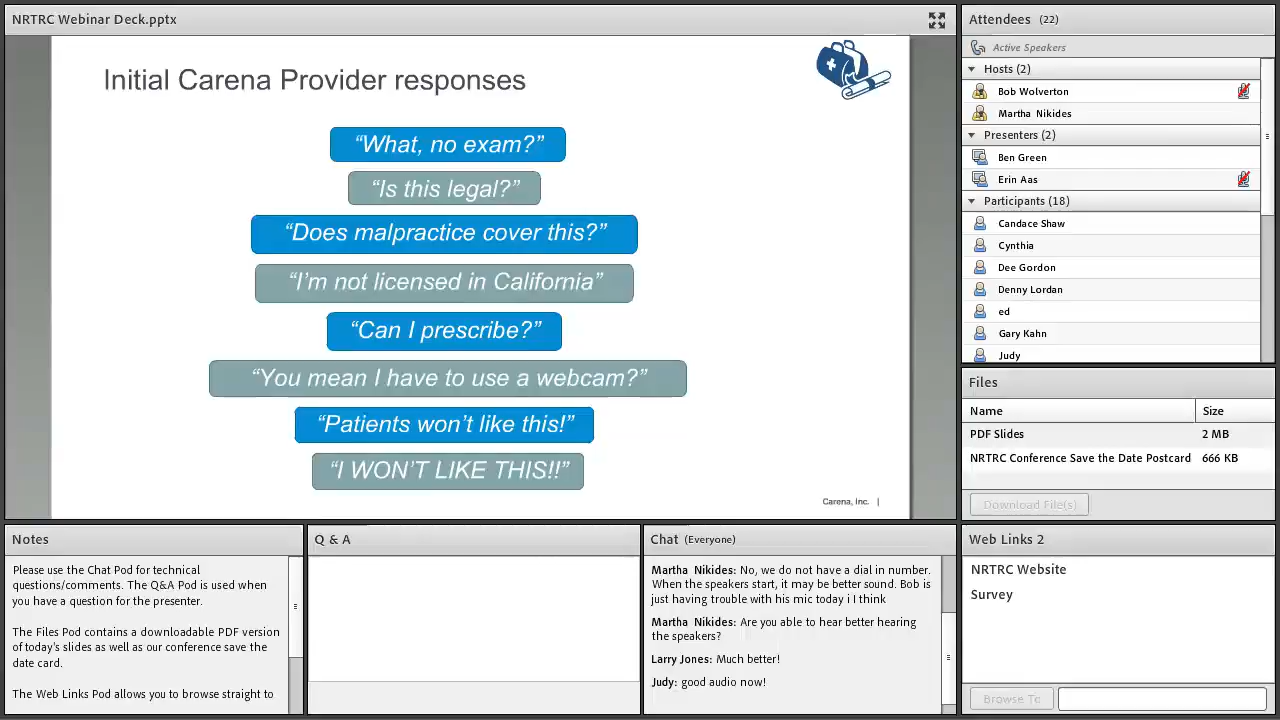 NRTRC Webinar Deck.pptx
Initial Carena Provider responses
“What, no exam?”
“Is this legal?”
“Does malpractice cover this?”
“I’m not licensed in California”
“Can I prescribe?”
“You mean I have to use a webcam?”
“Patients won’t like this!”
“I WON’T LIKE THIS!!”
Carena, Inc. |
Attendees (22)
Active Speakers
Hosts (2)
Bob Wolverton
Martha Nikides
Presenters (2)
Ben Green
Erin Aas
Participants (18)
Candace Shaw
Cynthia
Dee Gordon
Denny Lordan
ed
Gary Kahn
Judy
Files
Name Size
PDF Slides 2 MB
NRTRC Conference Save the Date Postcard 666 KB
Download File(s)
Notes
Please use the Chat Pod for technical
questions/comments. The Q&A Pod is used when
you have a question for the presenter.
The Files Pod contains a downloadable PDF version
of today's slides as well as our conference save the
date card.
The Web Links Pod allows you to browse straight to
Q & A
Chat (Everyone)
Martha Nikides: No, we do not have a dial in number.
When the speakers start, it may be better sound. Bob is
just having trouble with his mic today i I think
Martha Nikides: Are you able to hear better hearing
the speakers?
Larry Jones: Much better!
Judy: good audio now!
Web Links 2
NRTRC Website
Survey
Browse To